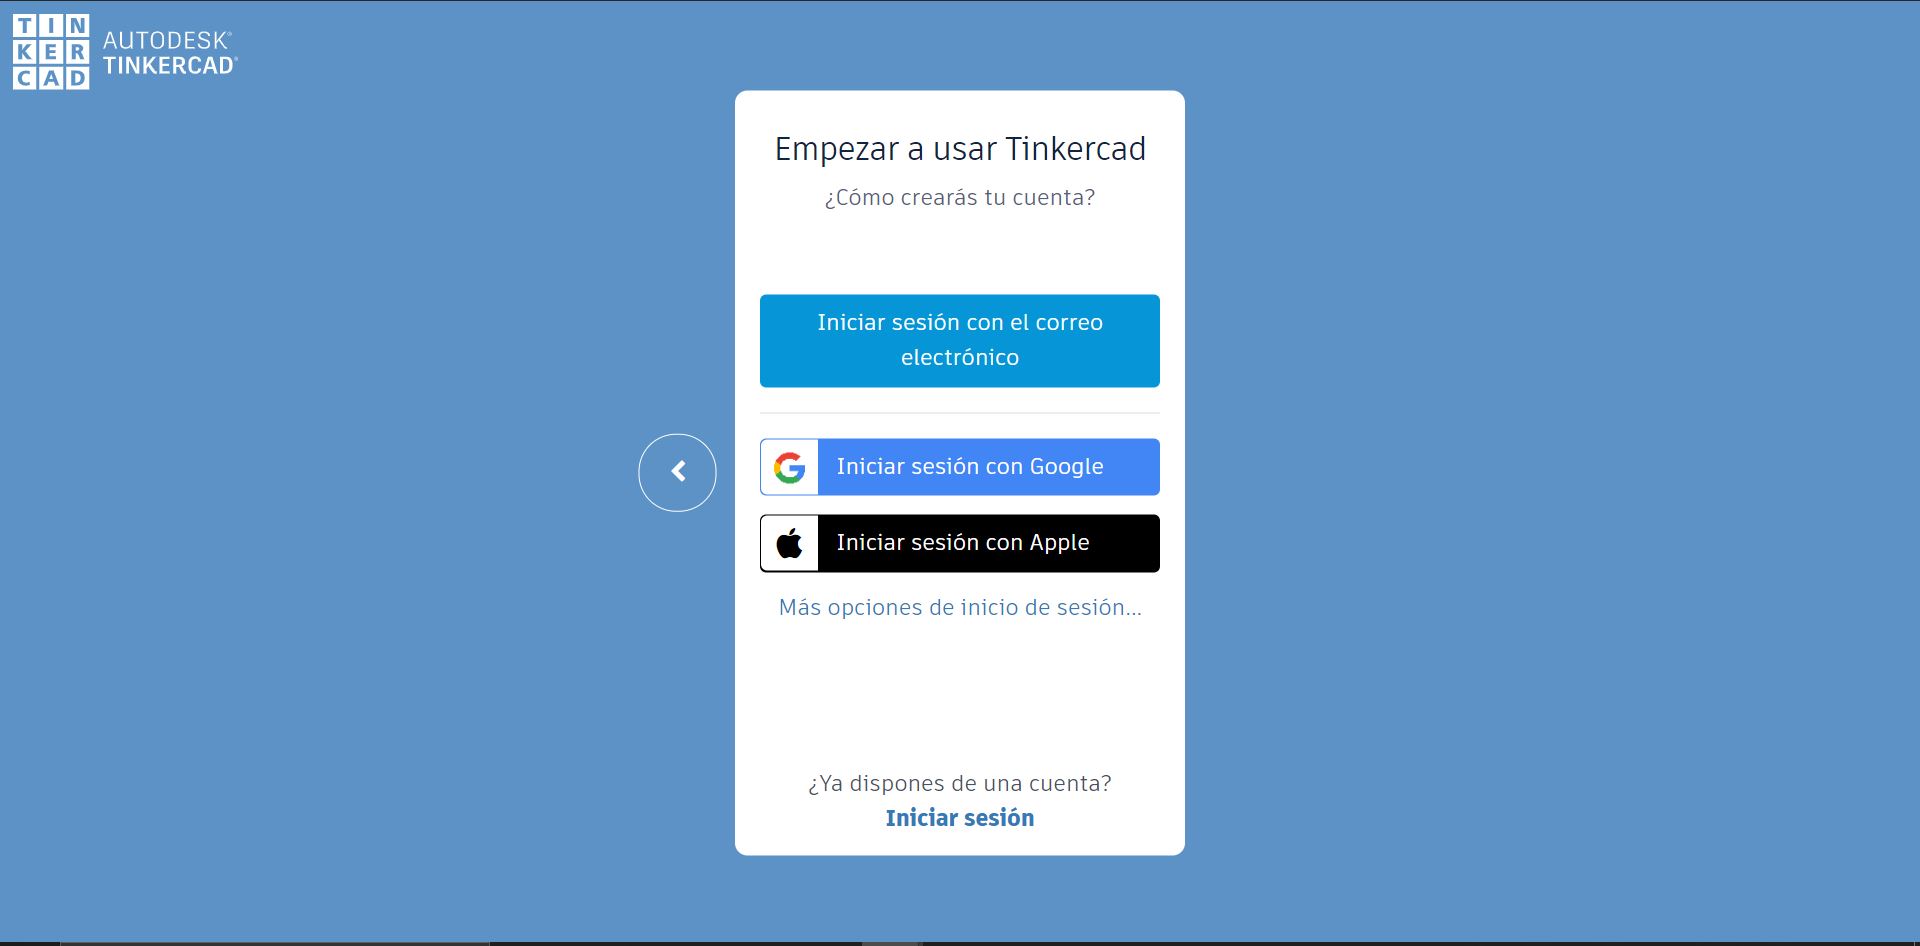 TIN
KER
CAD
AUTODESK®
TINKERCAD®
Empezar a usar Tinkercad
¿Cómo crearás tu cuenta?
Iniciar sesión con el correo
electrónico
Iniciar sesión con Google
Iniciar sesión con Apple
Más opciones de inicio de sesión...
¿Ya dispones de una cuenta?
Iniciar sesión